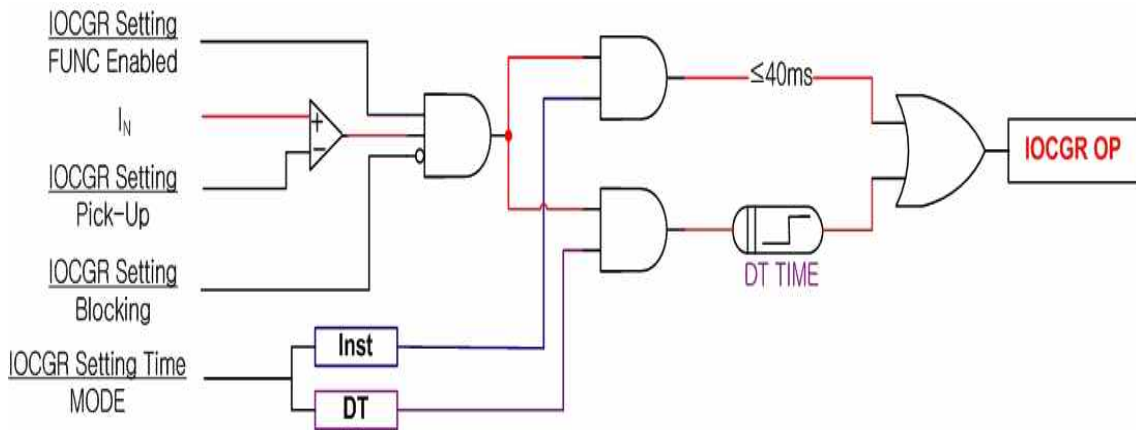 IOCGR Setting
FUNC Enabled
I_N
+
−
IOCGR Setting
Pick-Up
IOCGR Setting
Blocking
IOCGR Setting Time
MODE
Inst
DT
≤40ms
DT TIME
IOCGR OP